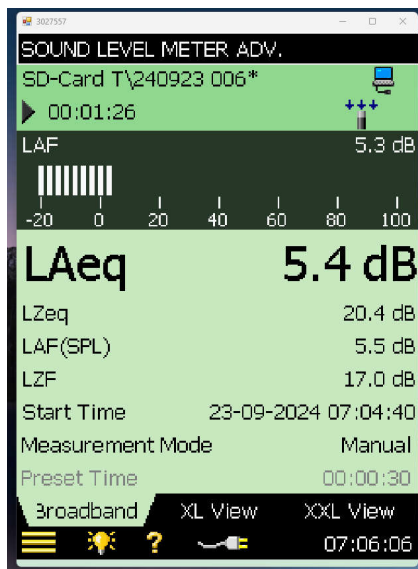 3027557
SOUND LEVEL METER ADV.
SD-Card T\240923 006*
00:01:26
LAF 5.3 dB
-20 0 20 40 60 80 100
LAeq 5.4 dB
LZeq 20.4 dB
LAF(SPL) 5.5 dB
LZF 17.0 dB
Start Time 23-09-2024 07:04:40
Measurement Mode Manual
Preset Time 00:00:30
Broadband XL View XXL View
? 07:06:06